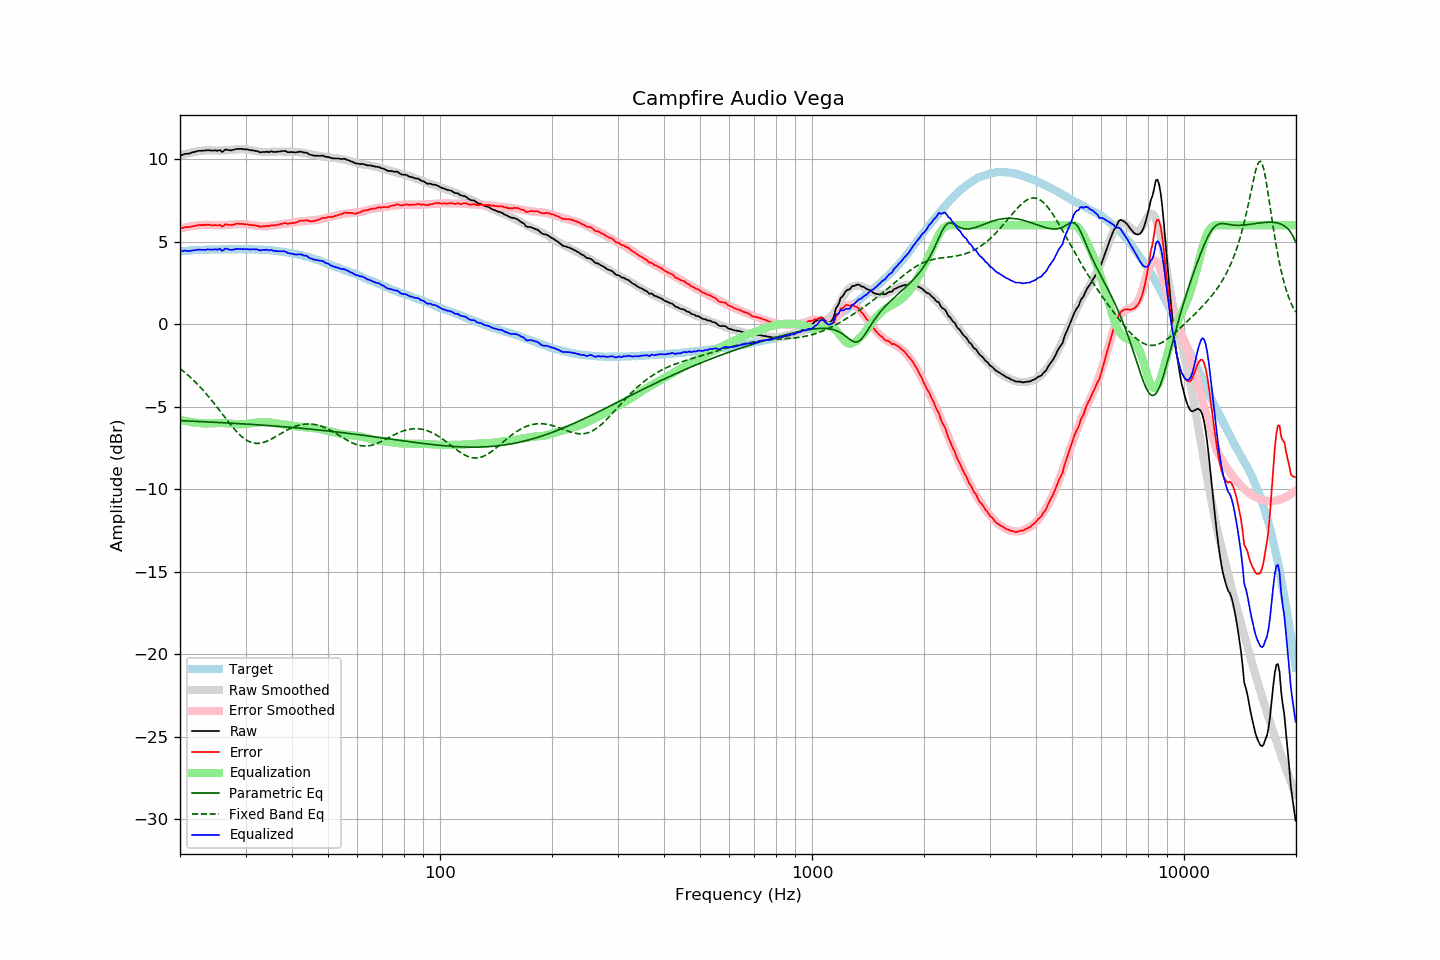 Campfire Audio Vega
Amplitude (dBr)
10
5
0
−5
−10
−15
−20
−25
−30
Target
Raw Smoothed
Error Smoothed
Raw
Error
Equalization
Parametric Eq
Fixed Band Eq
Equalized
100
1000
10000
Frequency (Hz)